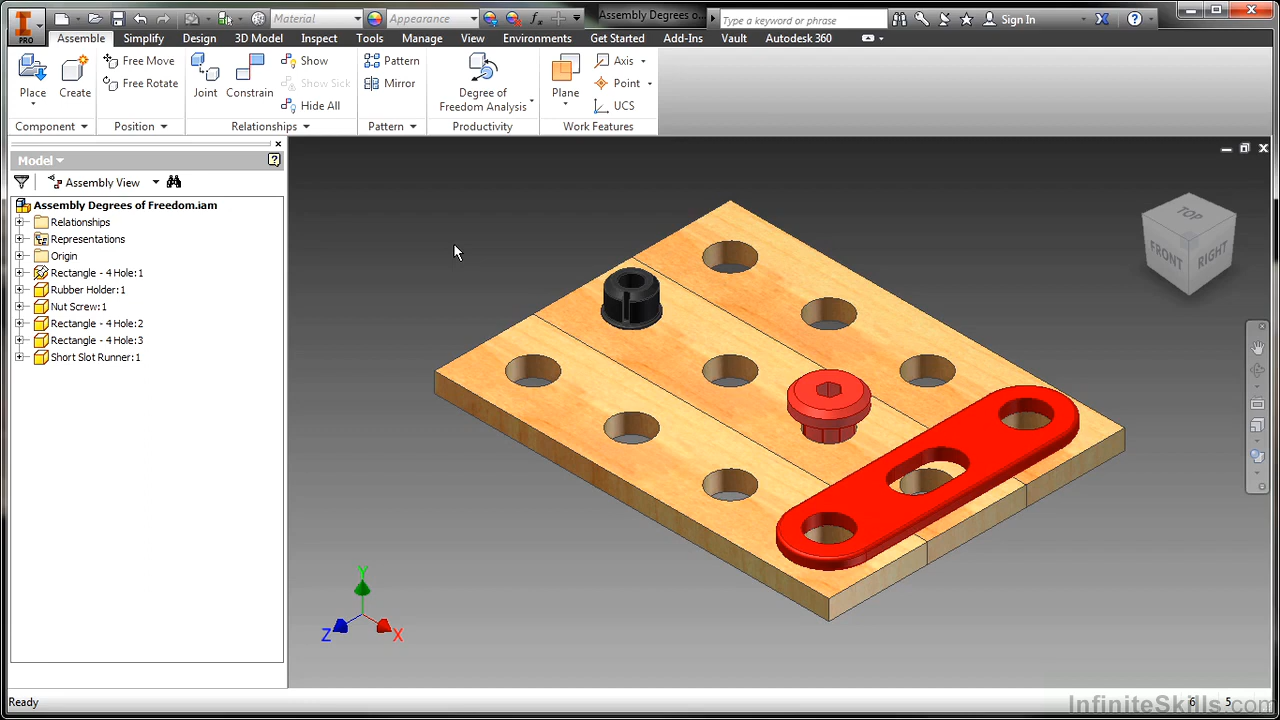 Material
Appearance
Assembly Degrees o...
Type a keyword or phrase
Sign In
PRO
Assemble Simplify Design 3D Model Inspect Tools Manage View Environments Get Started Add-Ins Vault Autodesk 360
Place
Create
Free Move
Free Rotate
Joint
Constrain
Show
Show Sick
Hide All
Pattern
Mirror
Degree of
Freedom Analysis
Plane
Axis
Point
UCS
Component Position Relationships Pattern Productivity Work Features
Model
Assembly View
Assembly Degrees of Freedom.iam
Relationships
Representations
Origin
Rectangle - 4 Hole:1
Rubber Holder:1
Nut Screw:1
Rectangle - 4 Hole:2
Rectangle - 4 Hole:3
Short Slot Runner:1
TOP
FRONT
RIGHT
Y
Z
X
Ready
6 5
InfiniteSkills.com